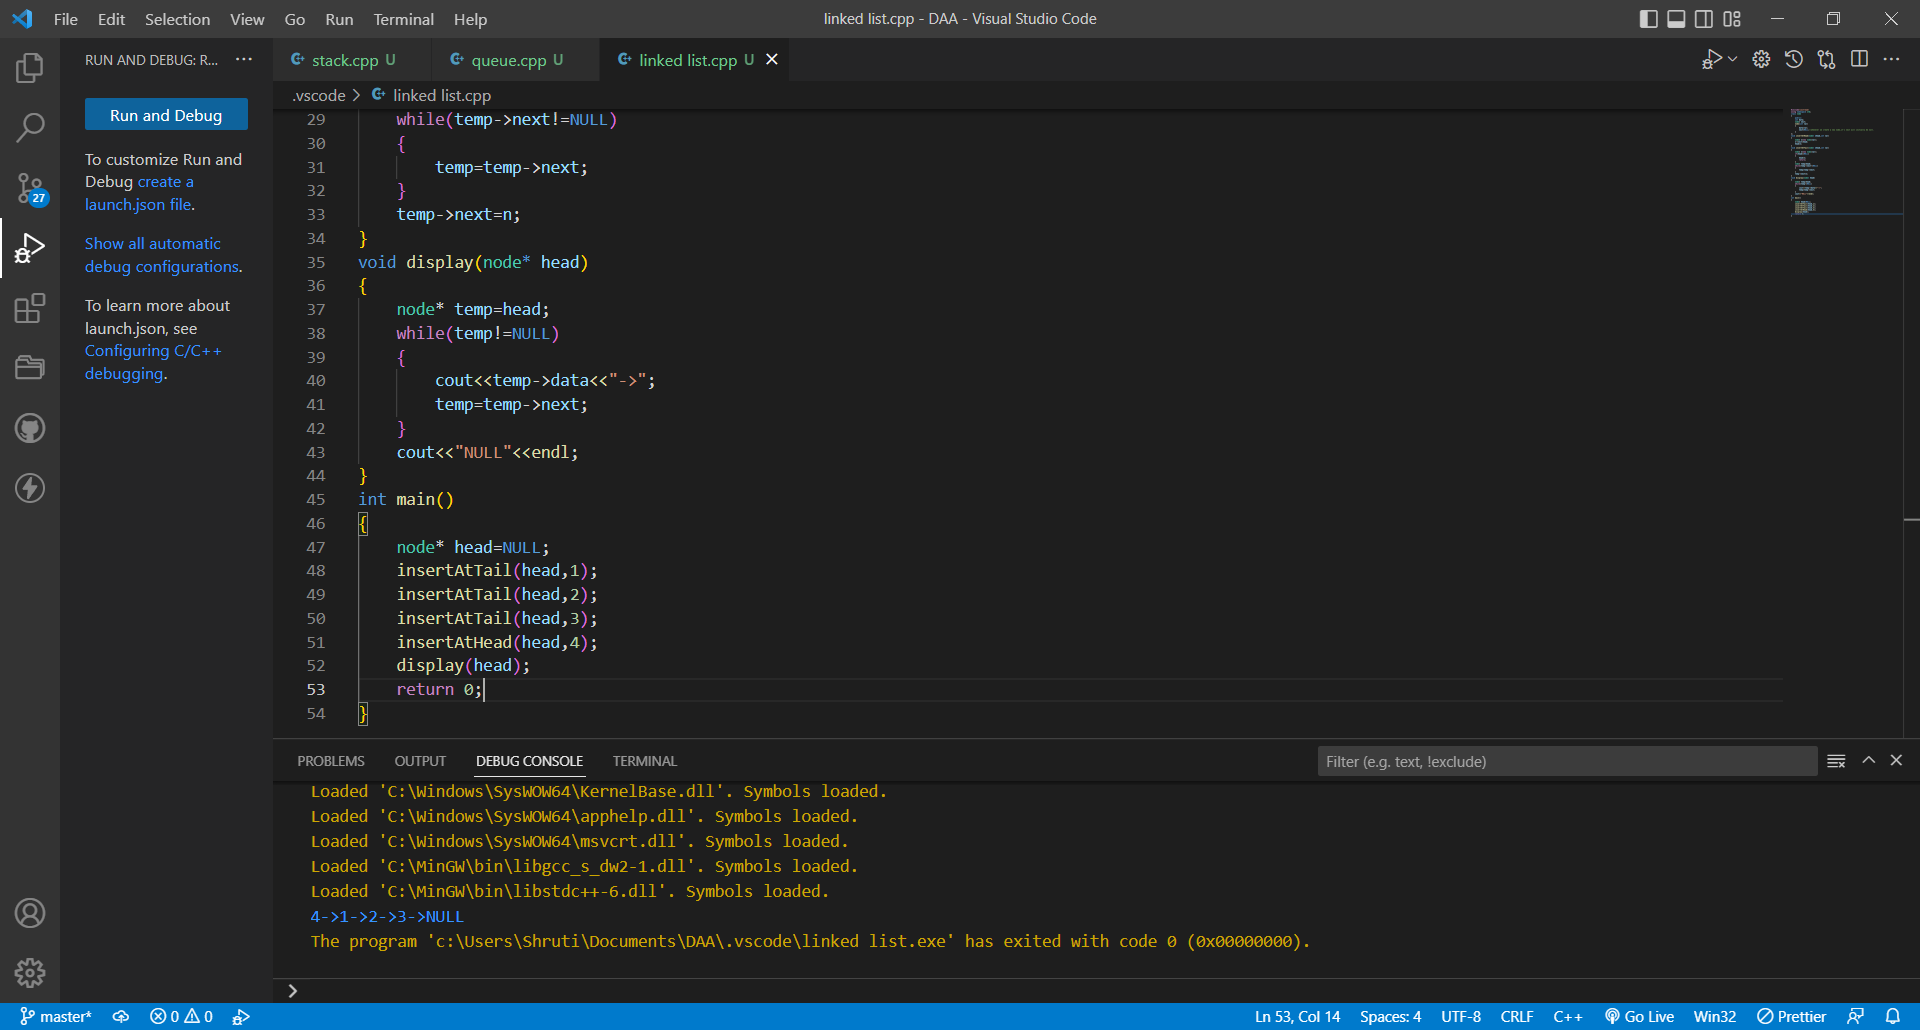 File Edit Selection View Go Run Terminal Help
linked list.cpp - DAA - Visual Studio Code
RUN AND DEBUG: R... ···
stack.cpp U
queue.cpp U
linked list.cpp U
.vscode > linked list.cpp
Run and Debug
To customize Run and
Debug create a
launch.json file.
Show all automatic
debug configurations.
To learn more about
launch.json, see
Configuring C/C++
debugging.
27
29 while(temp->next!=NULL)
30 {
31 temp=temp->next;
32 }
33 temp->next=n;
34 }
35 void display(node* head)
36 {
37 node* temp=head;
38 while(temp!=NULL)
39 {
40 cout<<temp->data<<"->";
41 temp=temp->next;
42 }
43 cout<<"NULL"<<endl;
44 }
45 int main()
46 {
47 node* head=NULL;
48 insertAtTail(head,1);
49 insertAtTail(head,2);
50 insertAtTail(head,3);
51 insertAtHead(head,4);
52 display(head);
53 return 0;
54 }
PROBLEMS OUTPUT DEBUG CONSOLE TERMINAL
Filter (e.g. text, !exclude)
Loaded 'C:\Windows\SysWOW64\KernelBase.dll'. Symbols loaded.
Loaded 'C:\Windows\SysWOW64\apphelp.dll'. Symbols loaded.
Loaded 'C:\Windows\SysWOW64\msvcrt.dll'. Symbols loaded.
Loaded 'C:\MinGW\bin\libgcc_s_dw2-1.dll'. Symbols loaded.
Loaded 'C:\MinGW\bin\libstdc++-6.dll'. Symbols loaded.
4->1->2->3->NULL
The program 'c:\Users\Shruti\Documents\DAA\.vscode\linked list.exe' has exited with code 0 (0x00000000).
>
master* 0 0 Ln 53, Col 14 Spaces: 4 UTF-8 CRLF C++ Go Live Win32 Prettier